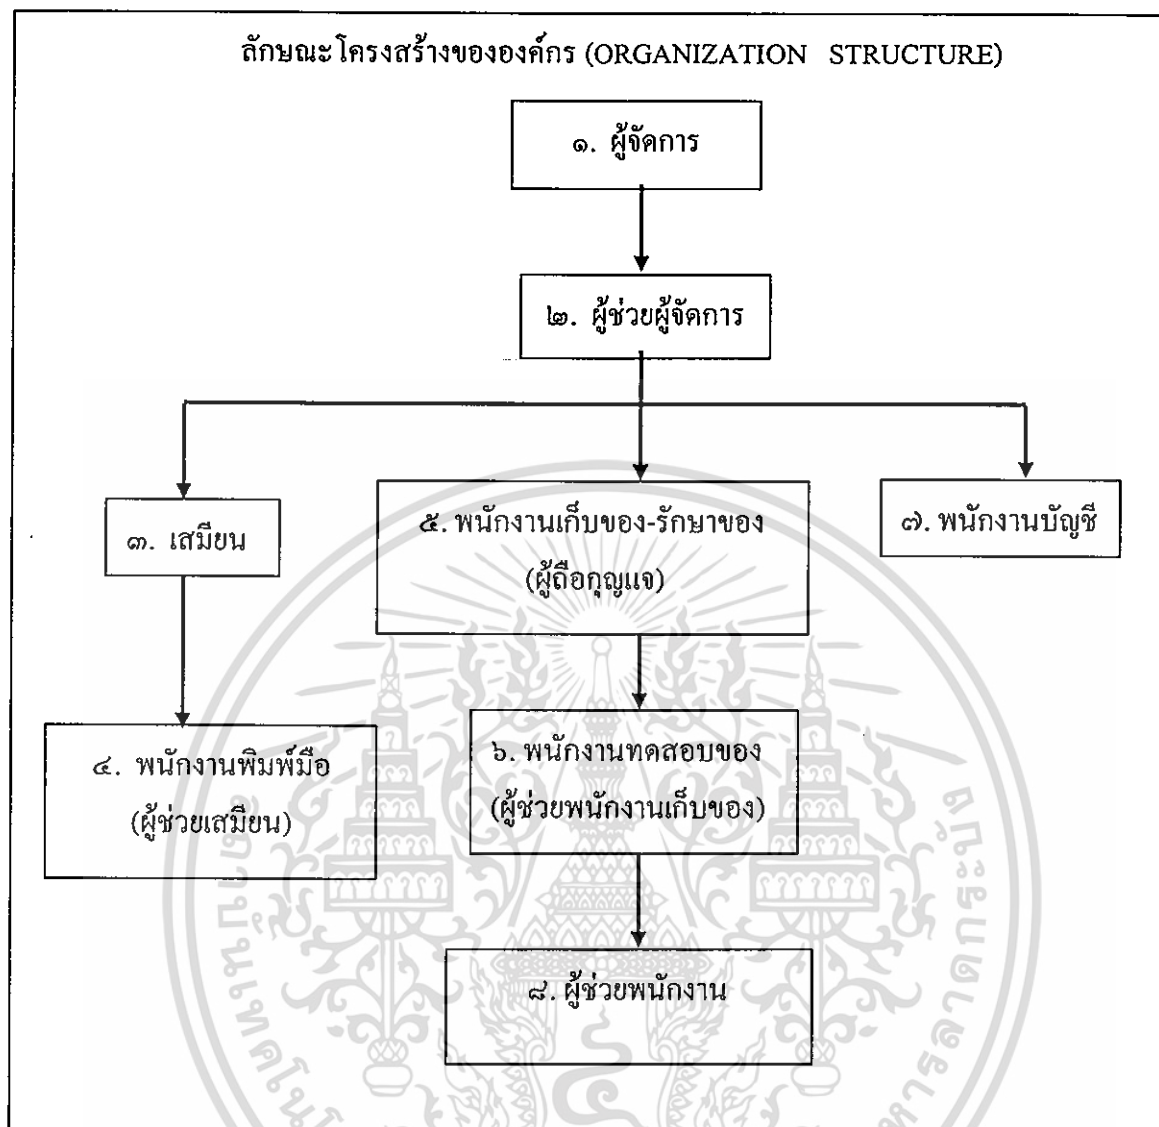 ลักษณะโครงสร้างขององค์กร (ORGANIZATION STRUCTURE)
๑. ผู้จัดการ
๒. ผู้ช่วยผู้จัดการ
๓. เสมียน
๕. พนักงานเก็บของ-รักษาของ
(ผู้ถือกุญแจ)
๗. พนักงานบัญชี
๔. พนักงานพิมพ์มือ
(ผู้ช่วยเสมียน)
๖. พนักงานทดสอบของ
(ผู้ช่วยพนักงานเก็บของ)
๘. ผู้ช่วยพนักงาน